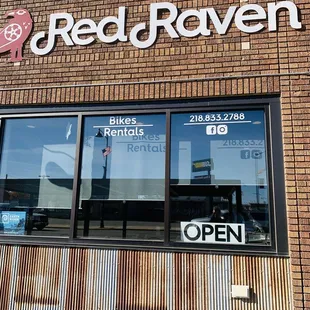 Red Raven
Bikes
Rentals
218.833.2788
OPEN